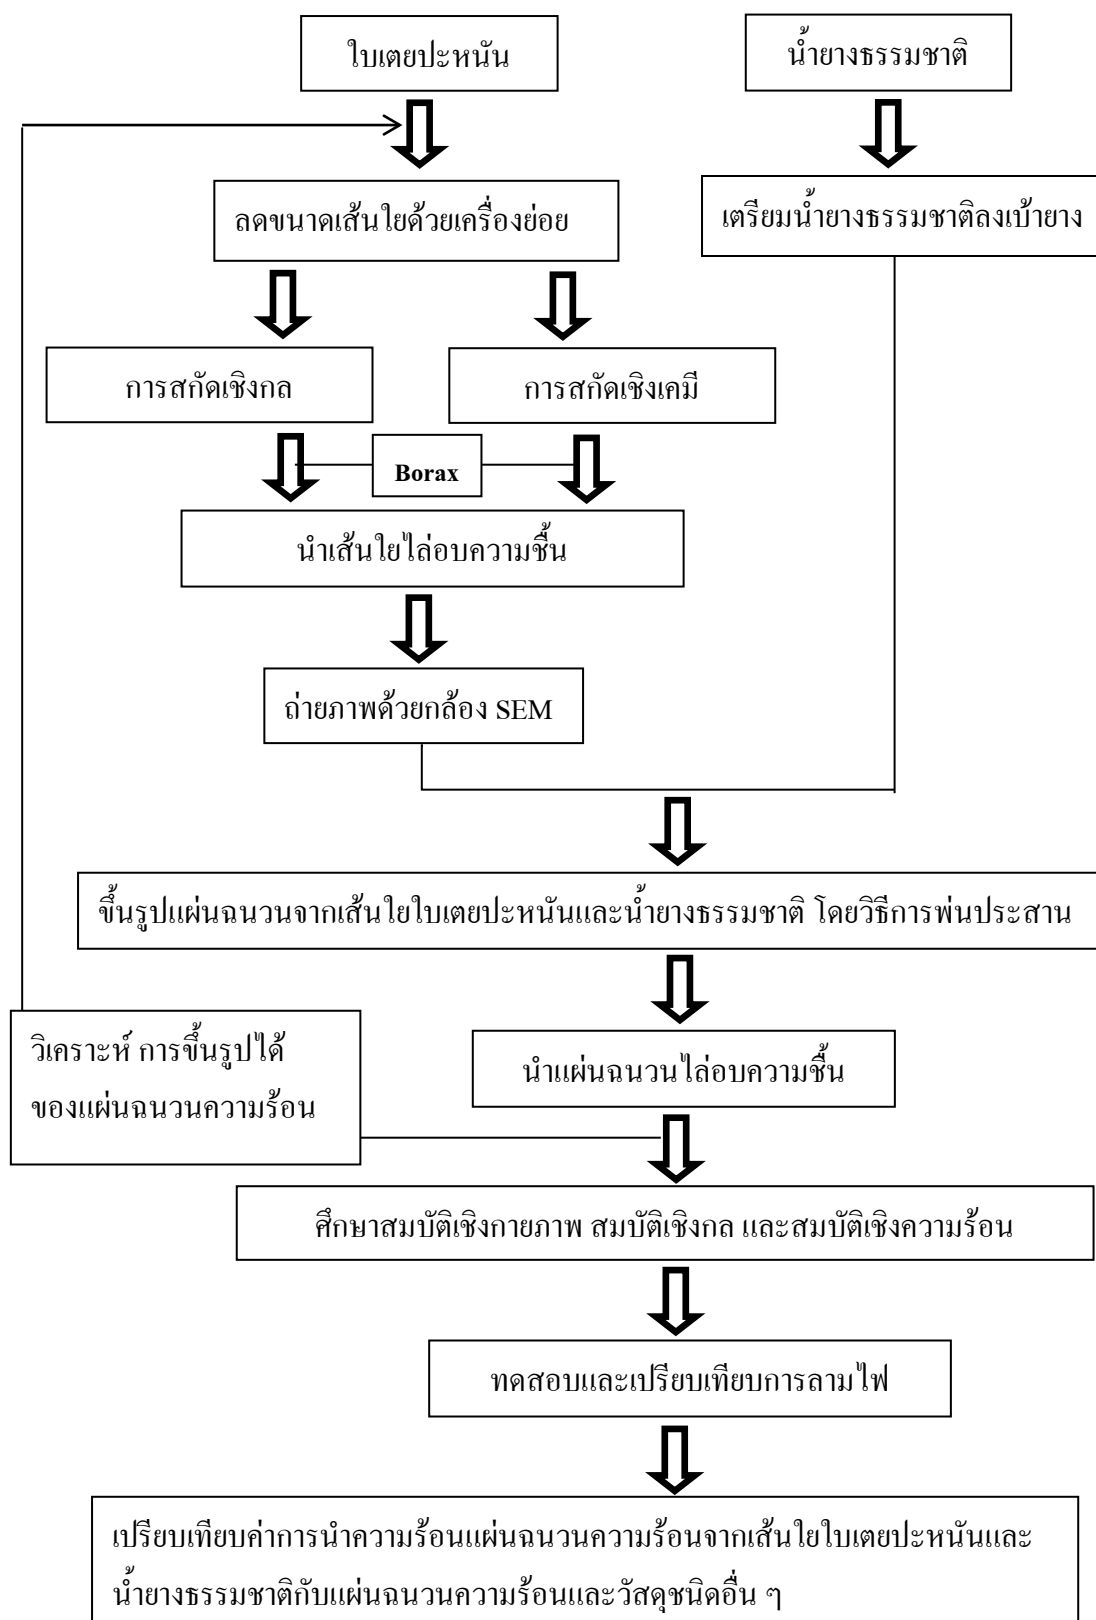 ใบเตยปะหนัน
น้ำยางธรรมชาติ
ลดขนาดเส้นใยด้วยเครื่องย่อย
เตรียมน้ำยางธรรมชาติลงเบ้ายาง
การสกัดเชิงกล
การสกัดเชิงเคมี
Borax
นำเส้นใยไล่อบความชื้น
ถ่ายภาพด้วยกล้อง SEM
ขึ้นรูปแผ่นฉนวนจากเส้นใยใบเตยปะหนันและน้ำยางธรรมชาติ โดยวิธีการพ่นประสาน
วิเคราะห์ การขึ้นรูปได้
ของแผ่นฉนวนความร้อน
นำแผ่นฉนวนไล่อบความชื้น
ศึกษาสมบัติเชิงกายภาพ สมบัติเชิงกล และสมบัติเชิงความร้อน
ทดสอบและเปรียบเทียบการลามไฟ
เปรียบเทียบค่าการนำความร้อนแผ่นฉนวนความร้อนจากเส้นใยใบเตยปะหนันและ
น้ำยางธรรมชาติกับแผ่นฉนวนความร้อนและวัสดุชนิดอื่น ๆ